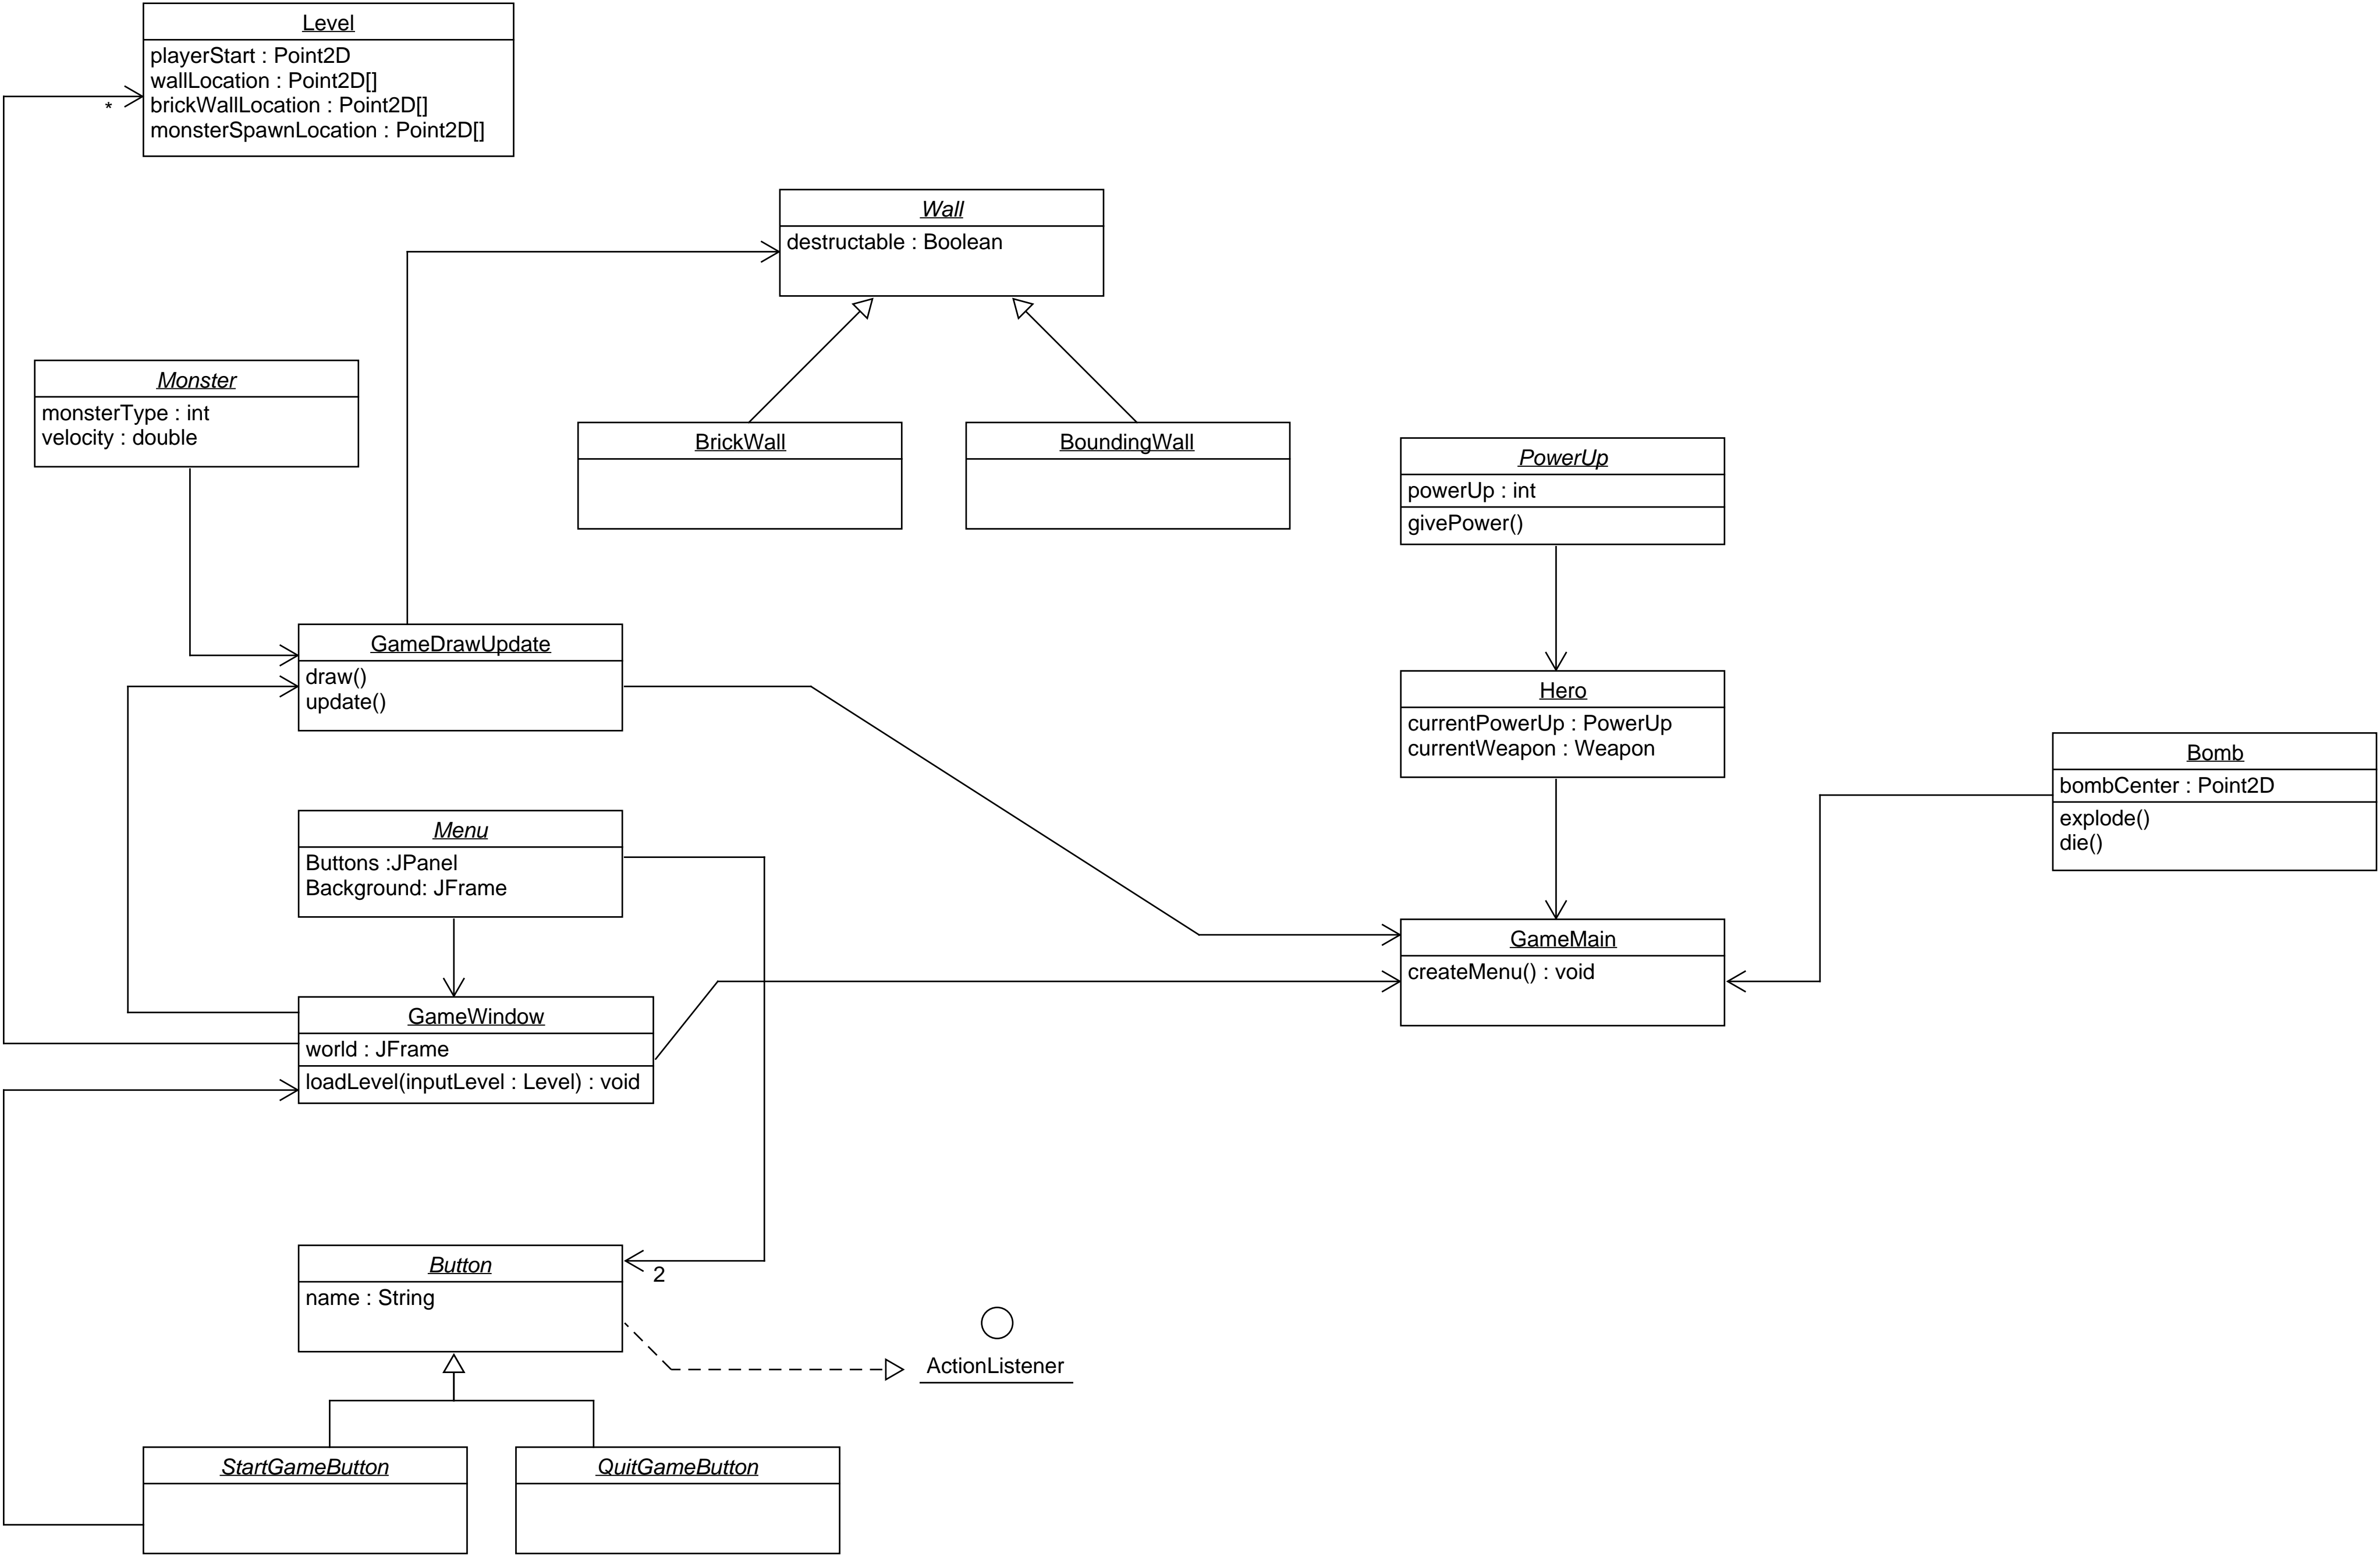 Level
playerStart : Point2D
wallLocation : Point2D[]
brickWallLocation : Point2D[]
monsterSpawnLocation : Point2D[]
*
Wall
destructable : Boolean
Monster
monsterType : int
velocity : double
BrickWall
BoundingWall
PowerUp
powerUp : int
givePower()
GameDrawUpdate
draw()
update()
Hero
currentPowerUp : PowerUp
currentWeapon : Weapon
Bomb
bombCenter : Point2D
explode()
die()
Menu
Buttons :JPanel
Background: JFrame
GameMain
createMenu() : void
GameWindow
world : JFrame
loadLevel(inputLevel : Level) : void
Button
name : String
2
ActionListener
StartGameButton
QuitGameButton